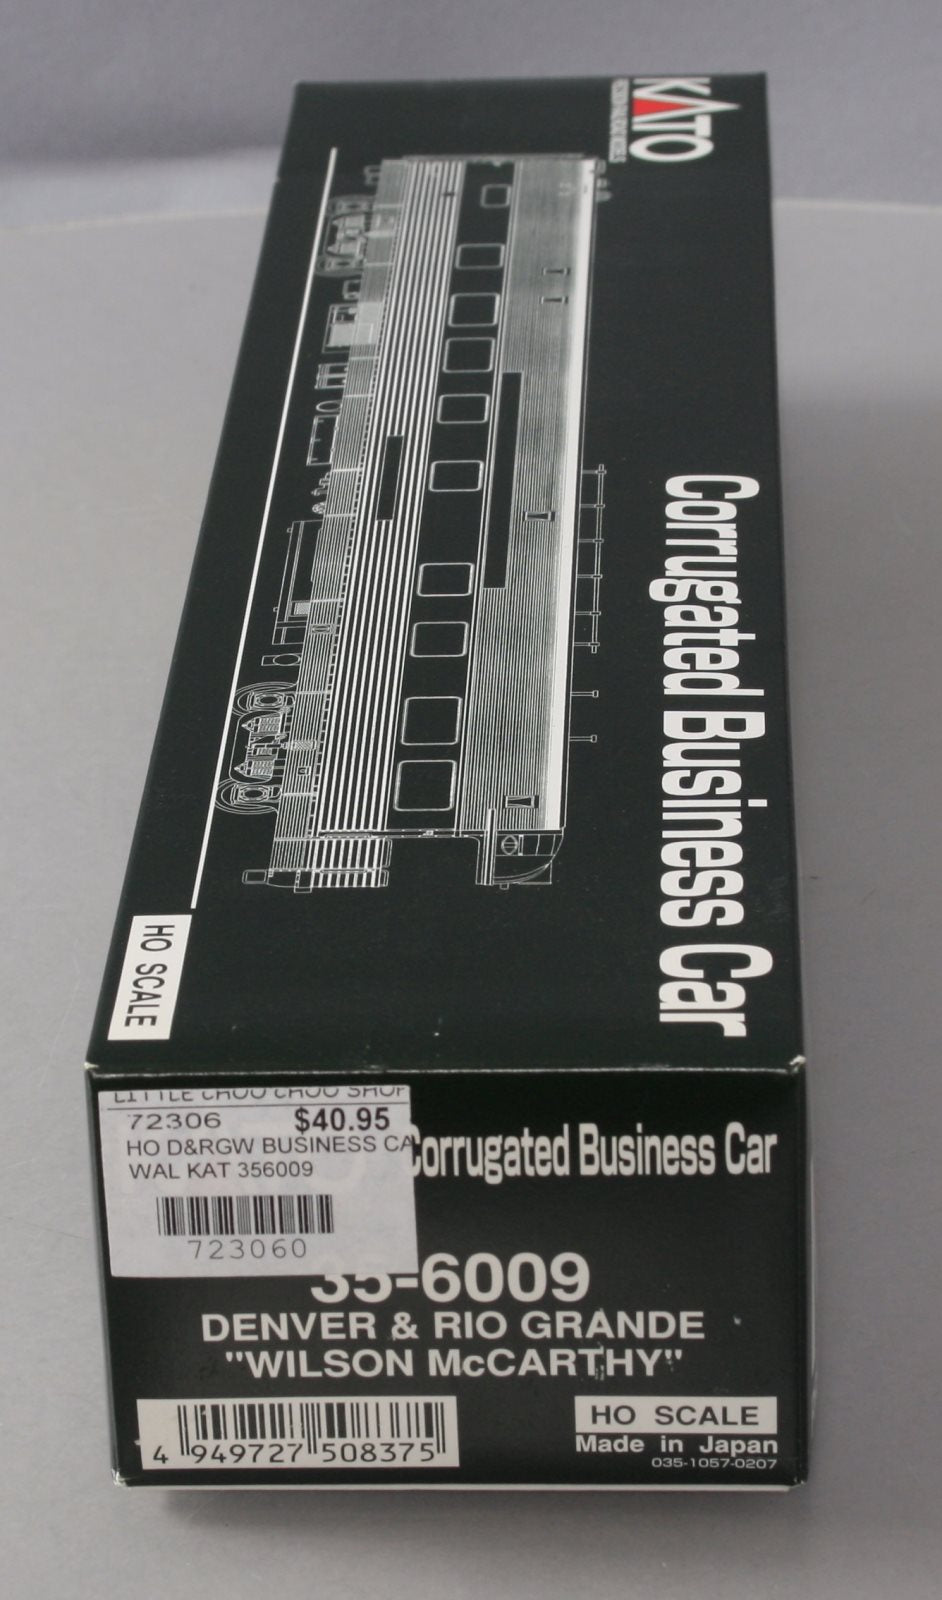 KATO
Corrugated Business Car
HO SCALE
LITTLE CHOO CHOO SHOP
72306 $40.95
HO D&RGW BUSINESS CA
WAL KAT 356009
723060
Corrugated Business Car
35-6009
DENVER & RIO GRANDE
"WILSON McCARTHY"
4 949727 508375
HO SCALE
Made in Japan
035-1057-0207